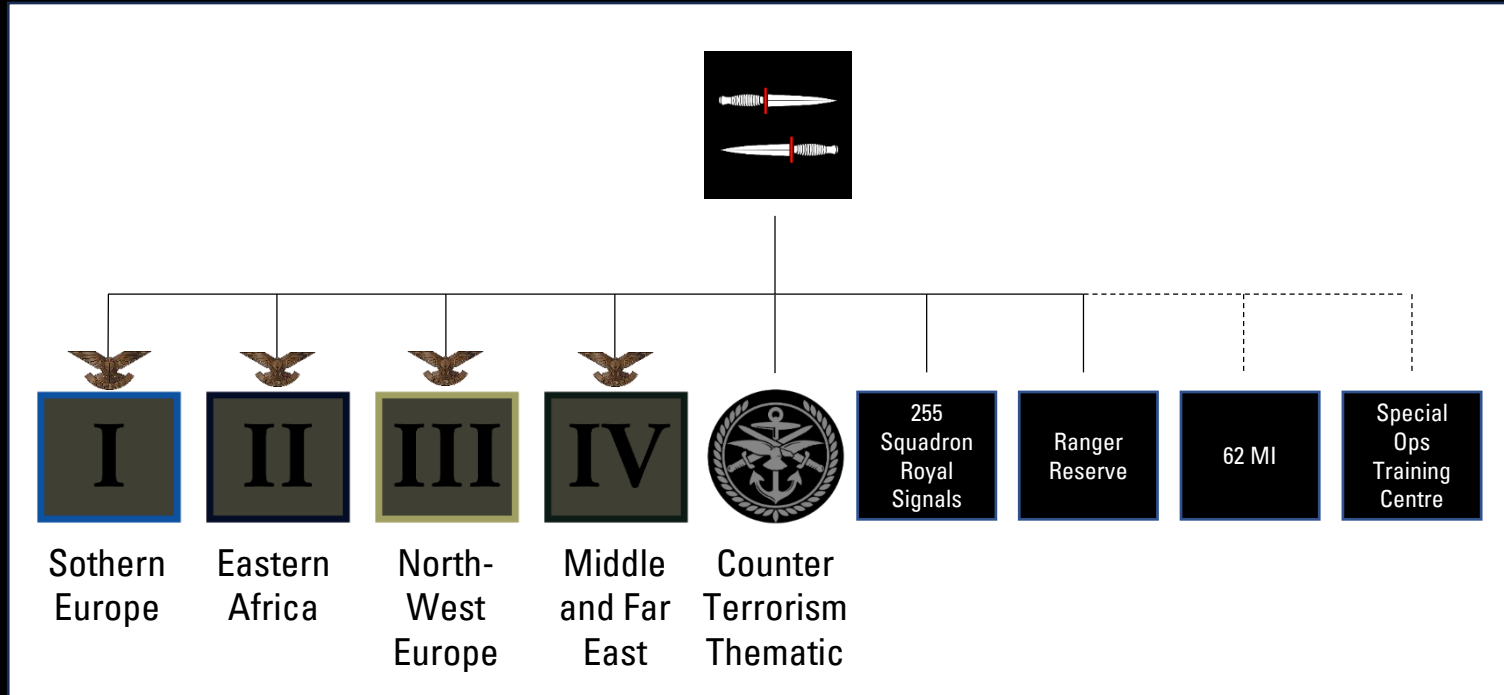 I
II
III
IV
255
Squadron
Royal
Signals
Ranger
Reserve
62 MI
Special
Ops
Training
Centre
Sothern
Europe
Eastern
Africa
North-
West
Europe
Middle
and Far
East
Counter
Terrorism
Thematic